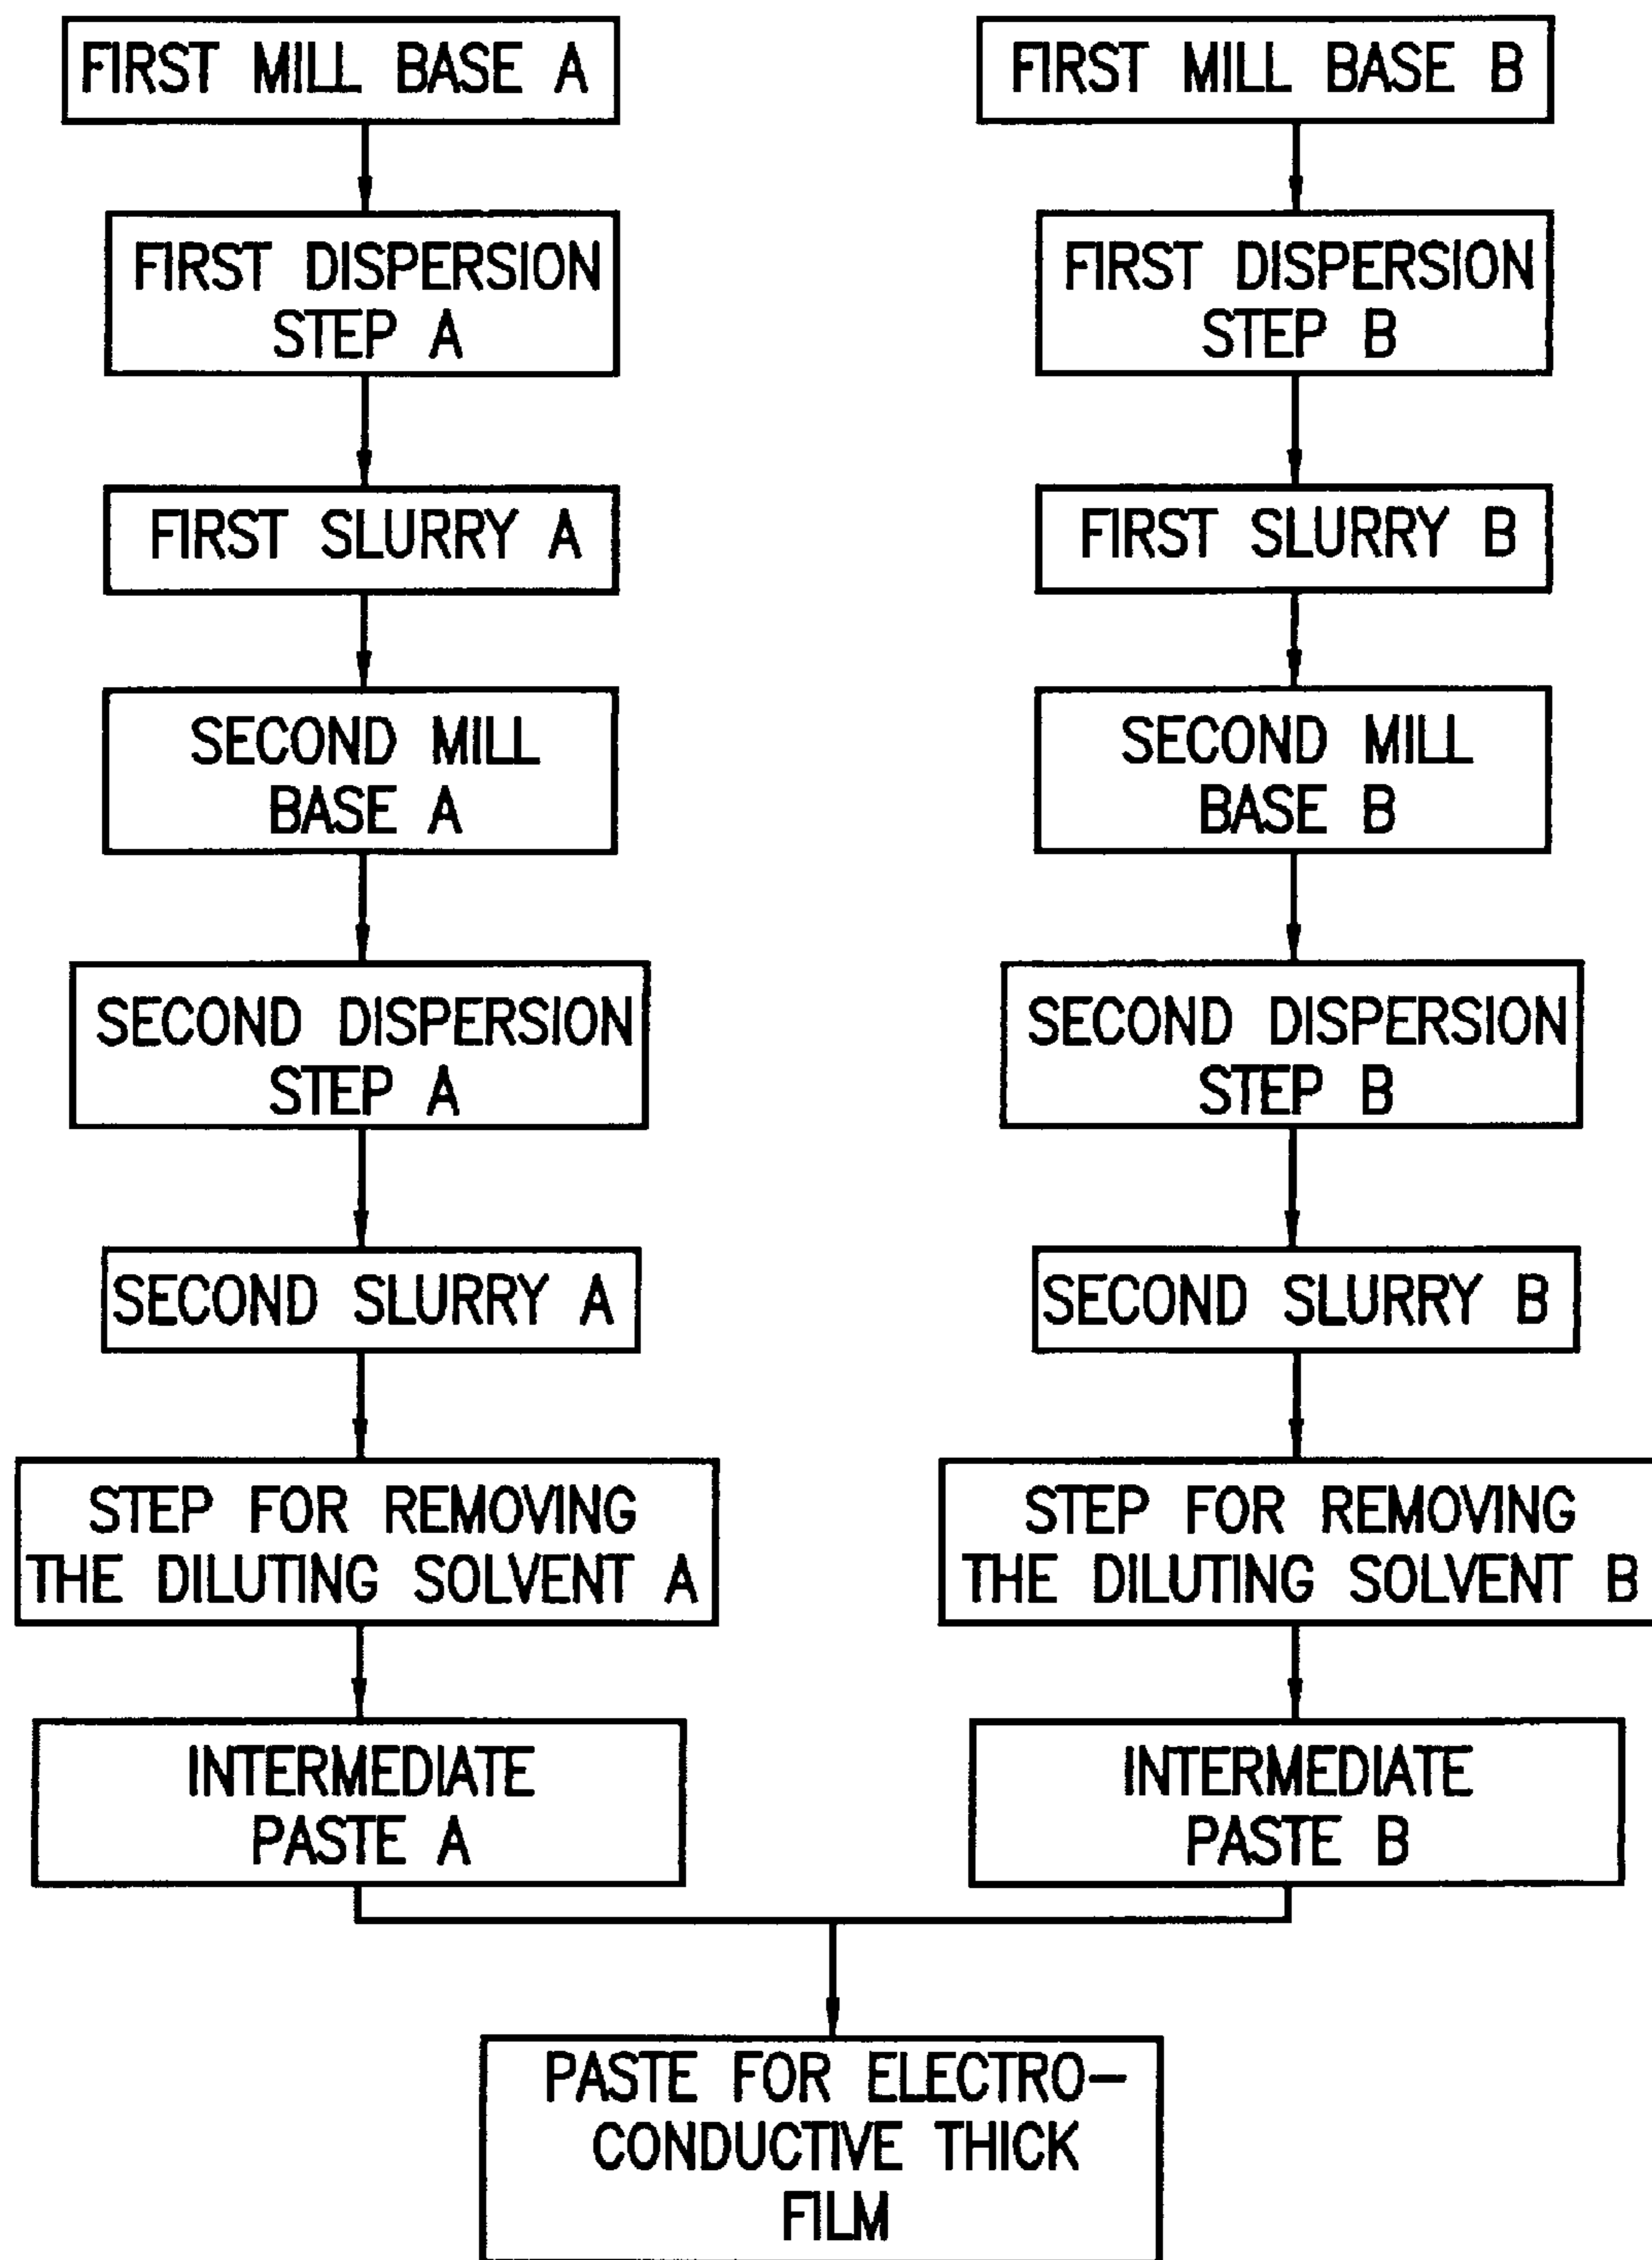 FIRST MILL BASE A
FIRST DISPERSION
STEP A
FIRST SLURRY A
SECOND MILL
BASE A
SECOND DISPERSION
STEP A
SECOND SLURRY A
STEP FOR REMOVING
THE DILUTING SOLVENT A
INTERMEDIATE
PASTE A
FIRST MILL BASE B
FIRST DISPERSION
STEP B
FIRST SLURRY B
SECOND MILL
BASE B
SECOND DISPERSION
STEP B
SECOND SLURRY B
STEP FOR REMOVING
THE DILUTING SOLVENT B
INTERMEDIATE
PASTE B
PASTE FOR ELECTRO-
CONDUCTIVE THICK
FILM